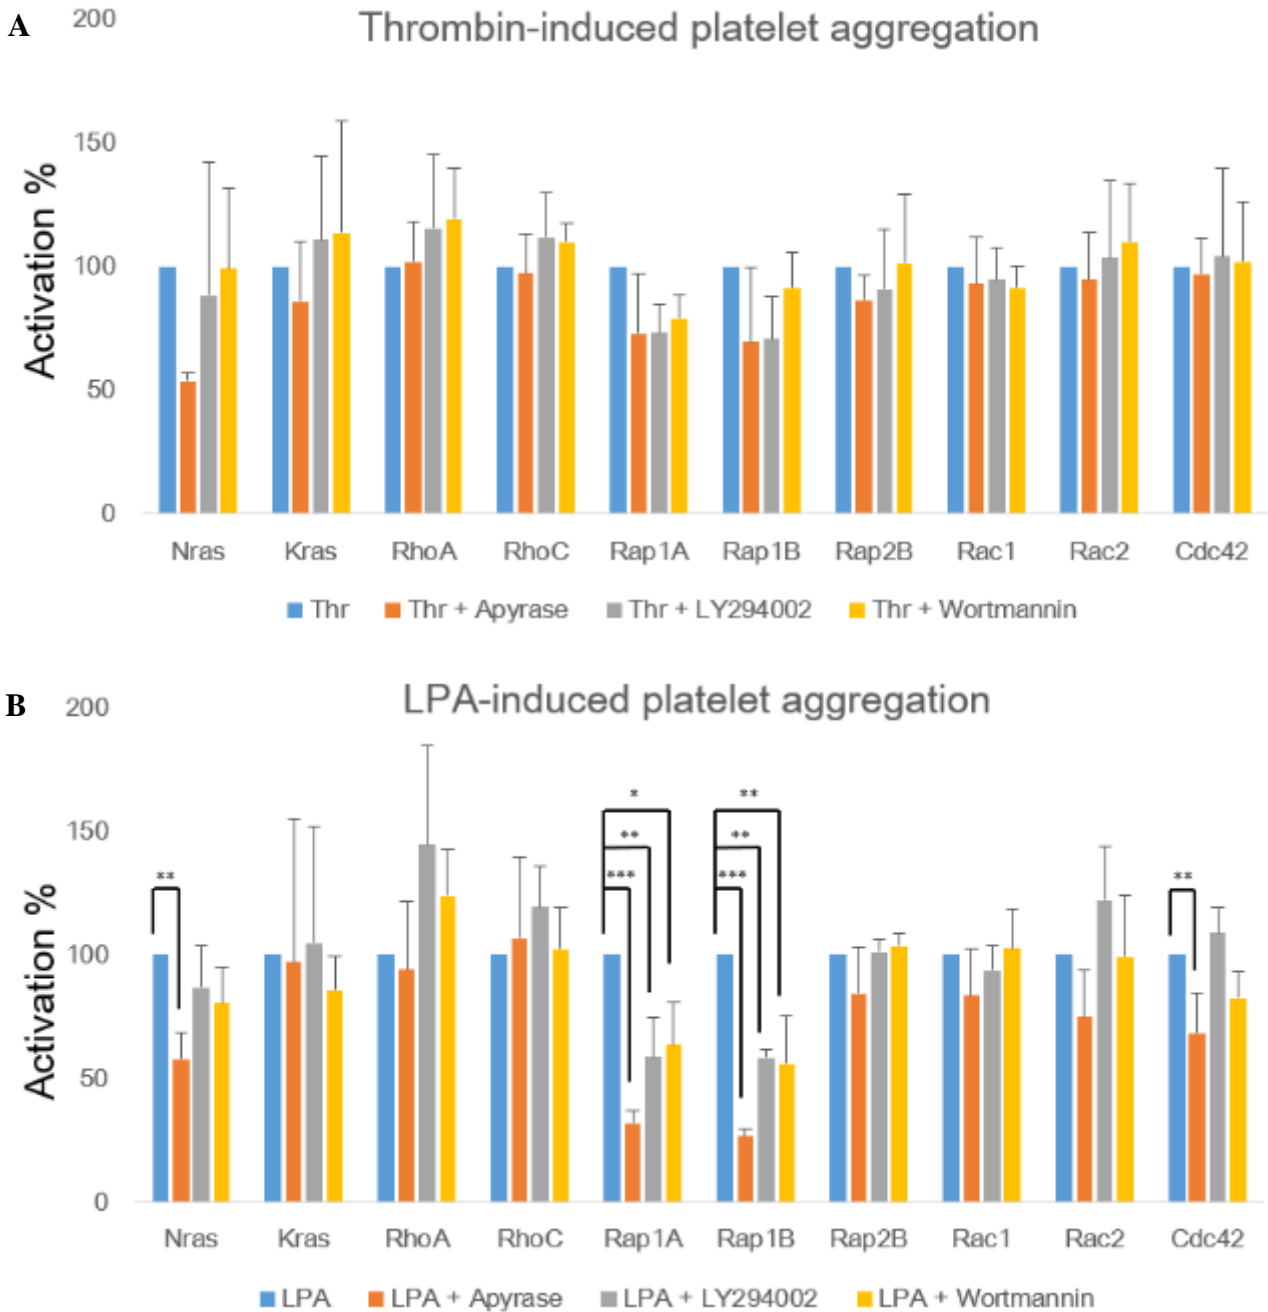 A
Thrombin-induced platelet aggregation
200
150
100
50
0
Activation %
Nras Kras RhoA RhoC Rap1A Rap1B Rap2B Rac1 Rac2 Cdc42
Thr Thr + Apyrase Thr + LY294002 Thr + Wortmannin
B
LPA-induced platelet aggregation
200
150
100
50
0
Activation %
**
*
**
***
**
**
***
**
Nras Kras RhoA RhoC Rap1A Rap1B Rap2B Rac1 Rac2 Cdc42
LPA LPA + Apyrase LPA + LY294002 LPA + Wortmannin